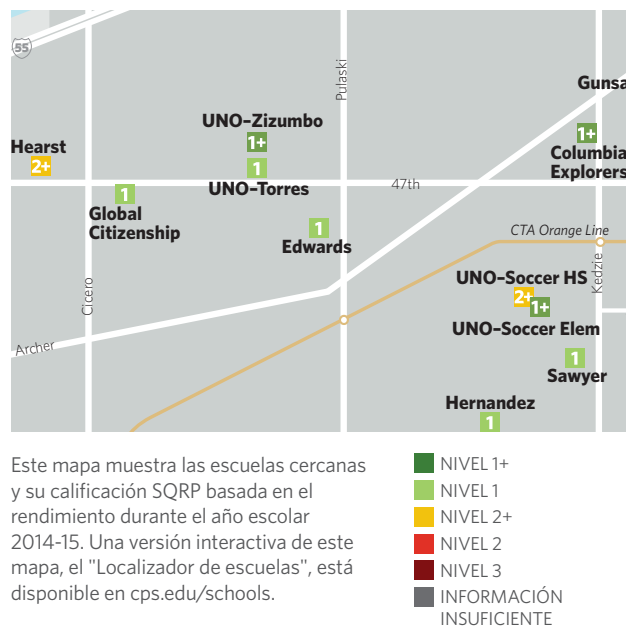 55
Pulaski
Gunsa
UNO–Zizumbo
1+
1+
Hearst
2+
Columbia
Explorers
1
UNO–Torres
47th
1
Global
Citizenship
1
Edwards
CTA Orange Line
Kedzie
UNO–Soccer HS
2+
1+
UNO–Soccer Elem
Cicero
Archer
1
Sawyer
Hernandez
1
Este mapa muestra las escuelas cercanas
y su calificación SQRP basada en el
rendimiento durante el año escolar
2014-15. Una versión interactiva de este
mapa, el "Localizador de escuelas", está
disponible en cps.edu/schools.
NIVEL 1+
NIVEL 1
NIVEL 2+
NIVEL 2
NIVEL 3
INFORMACIÓN
INSUFICIENTE